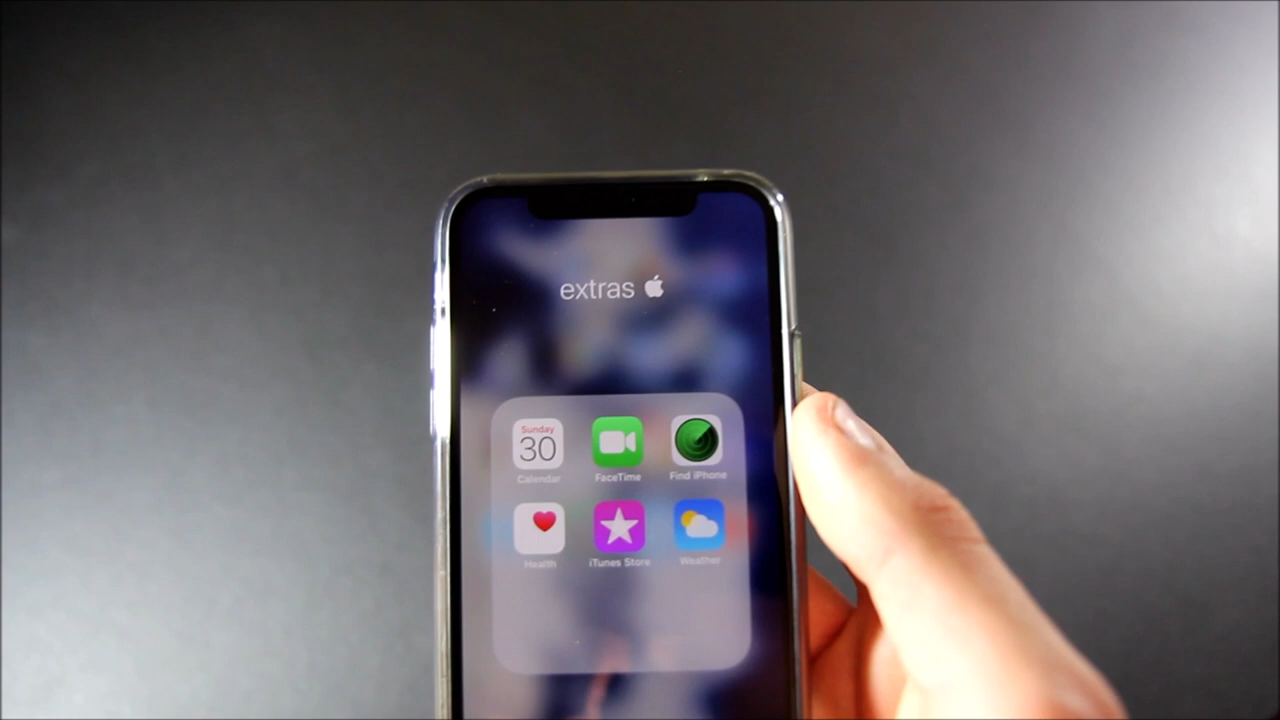 extras 
Sunday
30
Calendar FaceTime Find iPhone
Health iTunes Store Weather